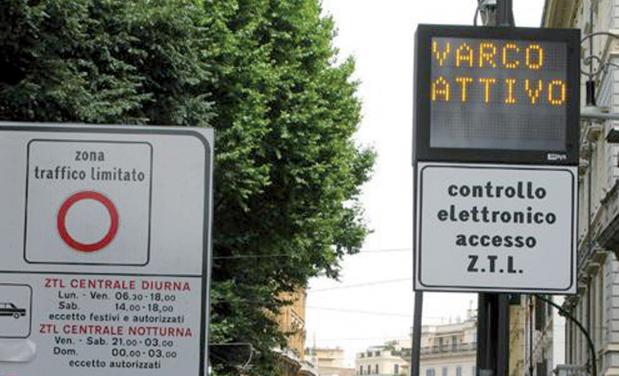 zona
traffico limitato
ZTL CENTRALE DIURNA
Lun. - Ven. 06.30-18,00
Sab. 14,00-18,00
eccetto festivi e autorizzati
ZTL CENTRALE NOTTURNA
Ven. - Sab. 21,00-03,00
Dom. 00,00-03,00
eccetto autorizzati
VARCO
ATTIVO
controllo
elettronico
accesso
Z.T.L.